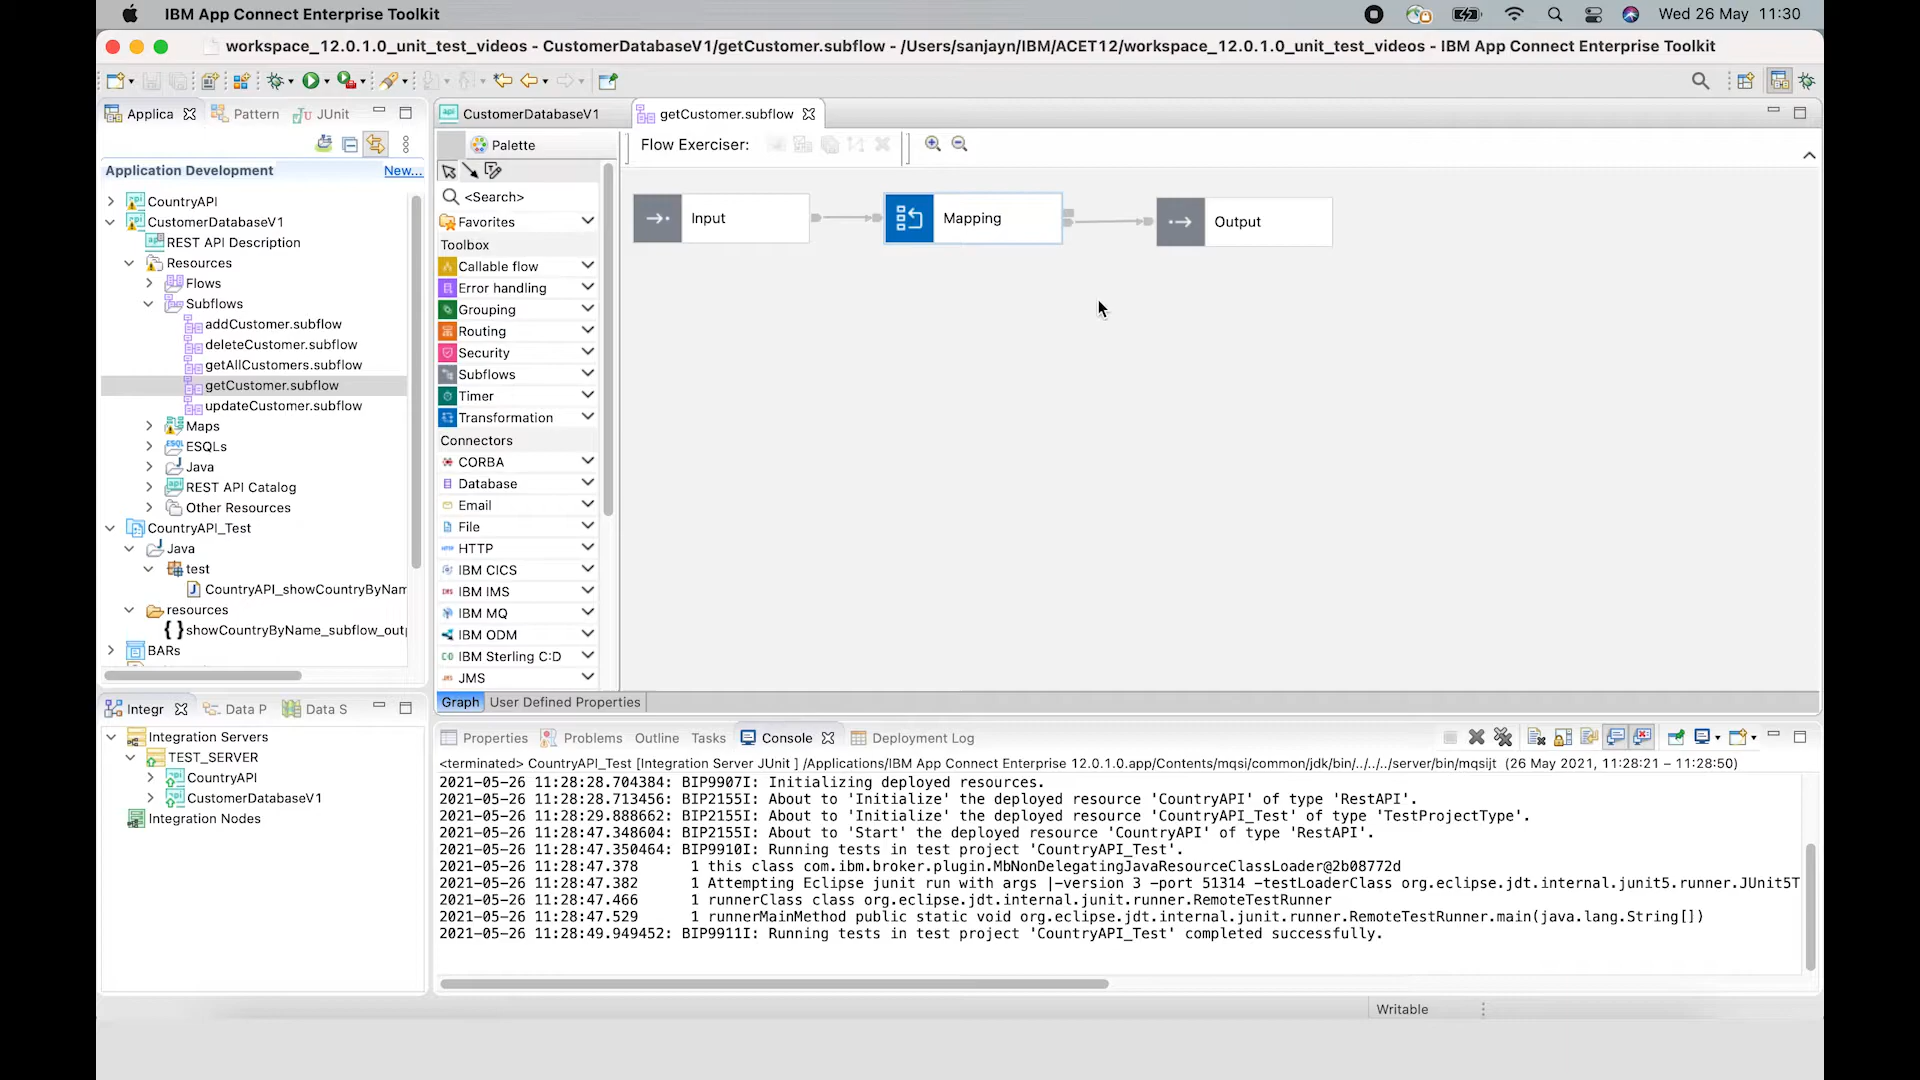 IBM App Connect Enterprise Toolkit
Wed 26 May 11:30
workspace_12.0.1.0_unit_test_videos - CustomerDatabaseV1/getCustomer.subflow - /Users/sanjayn/IBM/ACET12/workspace_12.0.1.0_unit_test_videos - IBM App Connect Enterprise Toolkit
Applica
Pattern
JUnit
Application Development
New...
CountryAPI
CustomerDatabaseV1
REST API Description
Resources
Flows
Subflows
addCustomer.subflow
deleteCustomer.subflow
getAllCustomers.subflow
getCustomer.subflow
updateCustomer.subflow
Maps
ESQLs
Java
REST API Catalog
Other Resources
CountryAPI_Test
Java
test
CountryAPI_showCountryByNam
resources
showCountryByName_subflow_out
BARs
Integr
Data P
Data S
Integration Servers
TEST_SERVER
CountryAPI
CustomerDatabaseV1
Integration Nodes
CustomerDatabaseV1
getCustomer.subflow
Palette
Flow Exerciser:
<Search>
Favorites
Toolbox
Callable flow
Error handling
Grouping
Routing
Security
Subflows
Timer
Transformation
Connectors
CORBA
Database
Email
File
HTTP
IBM CICS
IBM IMS
IBM MQ
IBM ODM
IBM Sterling C:D
JMS
Input
Mapping
Output
Graph
User Defined Properties
Properties
Problems
Outline
Tasks
Console
Deployment Log
<terminated> CountryAPI_Test [Integration Server JUnit ] /Applications/IBM App Connect Enterprise 12.0.1.0.app/Contents/mqsi/common/jdk/bin/../../../server/bin/mqsijt (26 May 2021, 11:28:21 – 11:28:50)
2021-05-26 11:28:28.704384: BIP9907I: Initializing deployed resources.
2021-05-26 11:28:28.713456: BIP2155I: About to 'Initialize' the deployed resource 'CountryAPI' of type 'RestAPI'.
2021-05-26 11:28:29.888662: BIP2155I: About to 'Initialize' the deployed resource 'CountryAPI_Test' of type 'TestProjectType'.
2021-05-26 11:28:47.348604: BIP2155I: About to 'Start' the deployed resource 'CountryAPI' of type 'RestAPI'.
2021-05-26 11:28:47.350464: BIP9910I: Running tests in test project 'CountryAPI_Test'.
2021-05-26 11:28:47.378 1 this class com.ibm.broker.plugin.MbNonDelegatingJavaResourceClassLoader@2b08772d
2021-05-26 11:28:47.382 1 Attempting Eclipse junit run with args |-version 3 -port 51314 -testLoaderClass org.eclipse.jdt.internal.junit5.runner.JUnit5T
2021-05-26 11:28:47.466 1 runnerClass class org.eclipse.jdt.internal.junit.runner.RemoteTestRunner
2021-05-26 11:28:47.529 1 runnerMainMethod public static void org.eclipse.jdt.internal.junit.runner.RemoteTestRunner.main(java.lang.String[])
2021-05-26 11:28:49.949452: BIP9911I: Running tests in test project 'CountryAPI_Test' completed successfully.
Writable